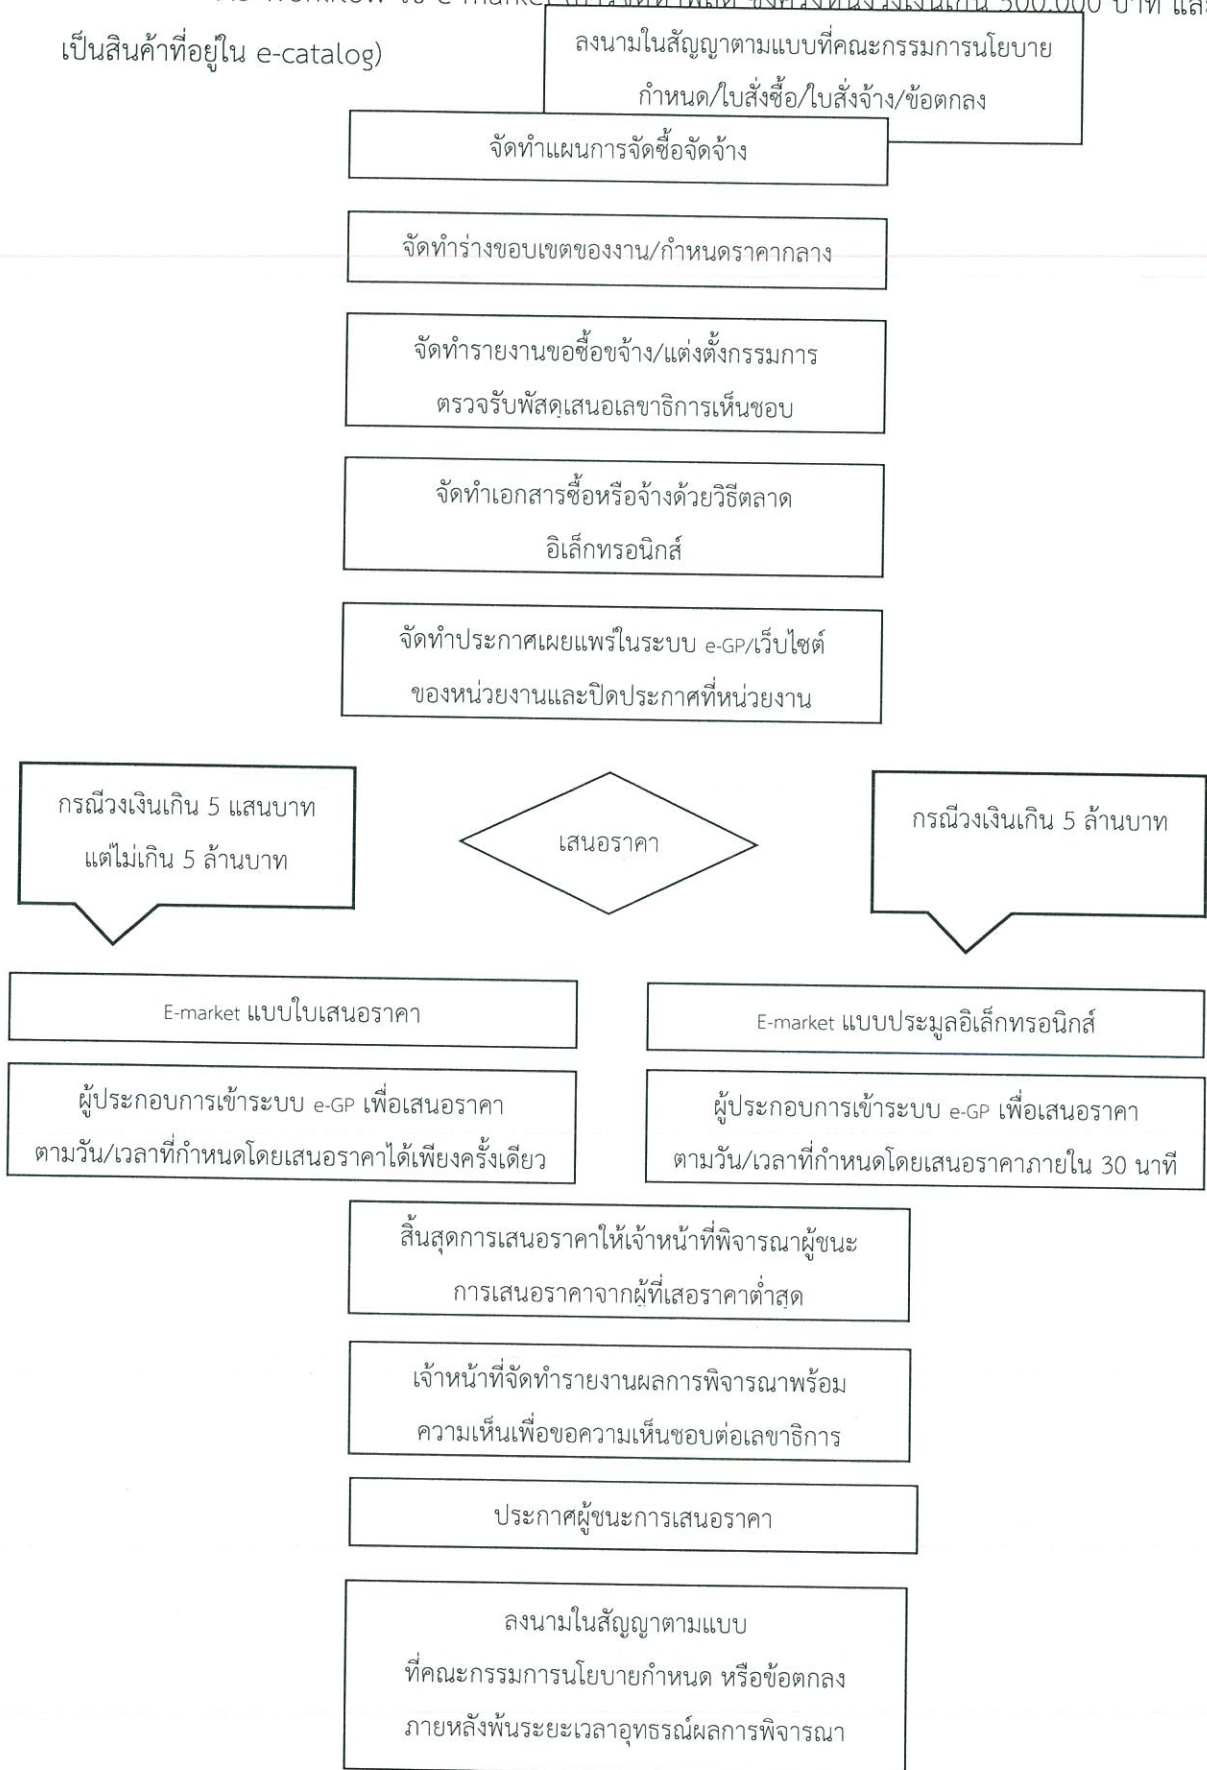 Workflow วิธี e-market (การจัดหาพัสดุ ซึ่งครั้งหนึ่งวงเงินเกิน 500,000 บาท และ
เป็นสินค้าที่อยู่ใน e-catalog)
ลงนามในสัญญาตามแบบที่คณะกรรมการนโยบาย
กำหนด/ใบสั่งซื้อ/ใบสั่งจ้าง/ข้อตกลง
จัดทำแผนการจัดซื้อจัดจ้าง
จัดทำร่างขอบเขตของงาน/กำหนดราคากลาง
จัดทำรายงานขอซื้อขจ้าง/แต่งตั้งกรรมการ
ตรวจรับพัสดุเสนอเลขาธิการเห็นชอบ
จัดทำเอกสารซื้อหรือจ้างด้วยวิธีตลาด
อิเล็กทรอนิกส์
จัดทำประกาศเผยแพร่ในระบบ e-GP/เว็บไซต์
ของหน่วยงานและปิดประกาศที่หน่วยงาน
กรณีวงเงินเกิน 5 แสนบาท
แต่ไม่เกิน 5 ล้านบาท
เสนอราคา
กรณีวงเงินเกิน 5 ล้านบาท
E-market แบบใบเสนอราคา
E-market แบบประมูลอิเล็กทรอนิกส์
ผู้ประกอบการเข้าระบบ e-GP เพื่อเสนอราคา
ตามวัน/เวลาที่กำหนดโดยเสนอราคาได้เพียงครั้งเดียว
ผู้ประกอบการเข้าระบบ e-GP เพื่อเสนอราคา
ตามวัน/เวลาที่กำหนดโดยเสนอราคาภายใน 30 นาที
สิ้นสุดการเสนอราคาให้เจ้าหน้าที่พิจารณาผู้ชนะ
การเสนอราคาจากผู้ที่เสอราคาต่ำสุด
เจ้าหน้าที่จัดทำรายงานผลการพิจารณาพร้อม
ความเห็นเพื่อขอความเห็นชอบต่อเลขาธิการ
ประกาศผู้ชนะการเสนอราคา
ลงนามในสัญญาตามแบบ
ที่คณะกรรมการนโยบายกำหนด หรือข้อตกลง
ภายหลังพ้นระยะเวลาอุทธรณ์ผลการพิจารณา